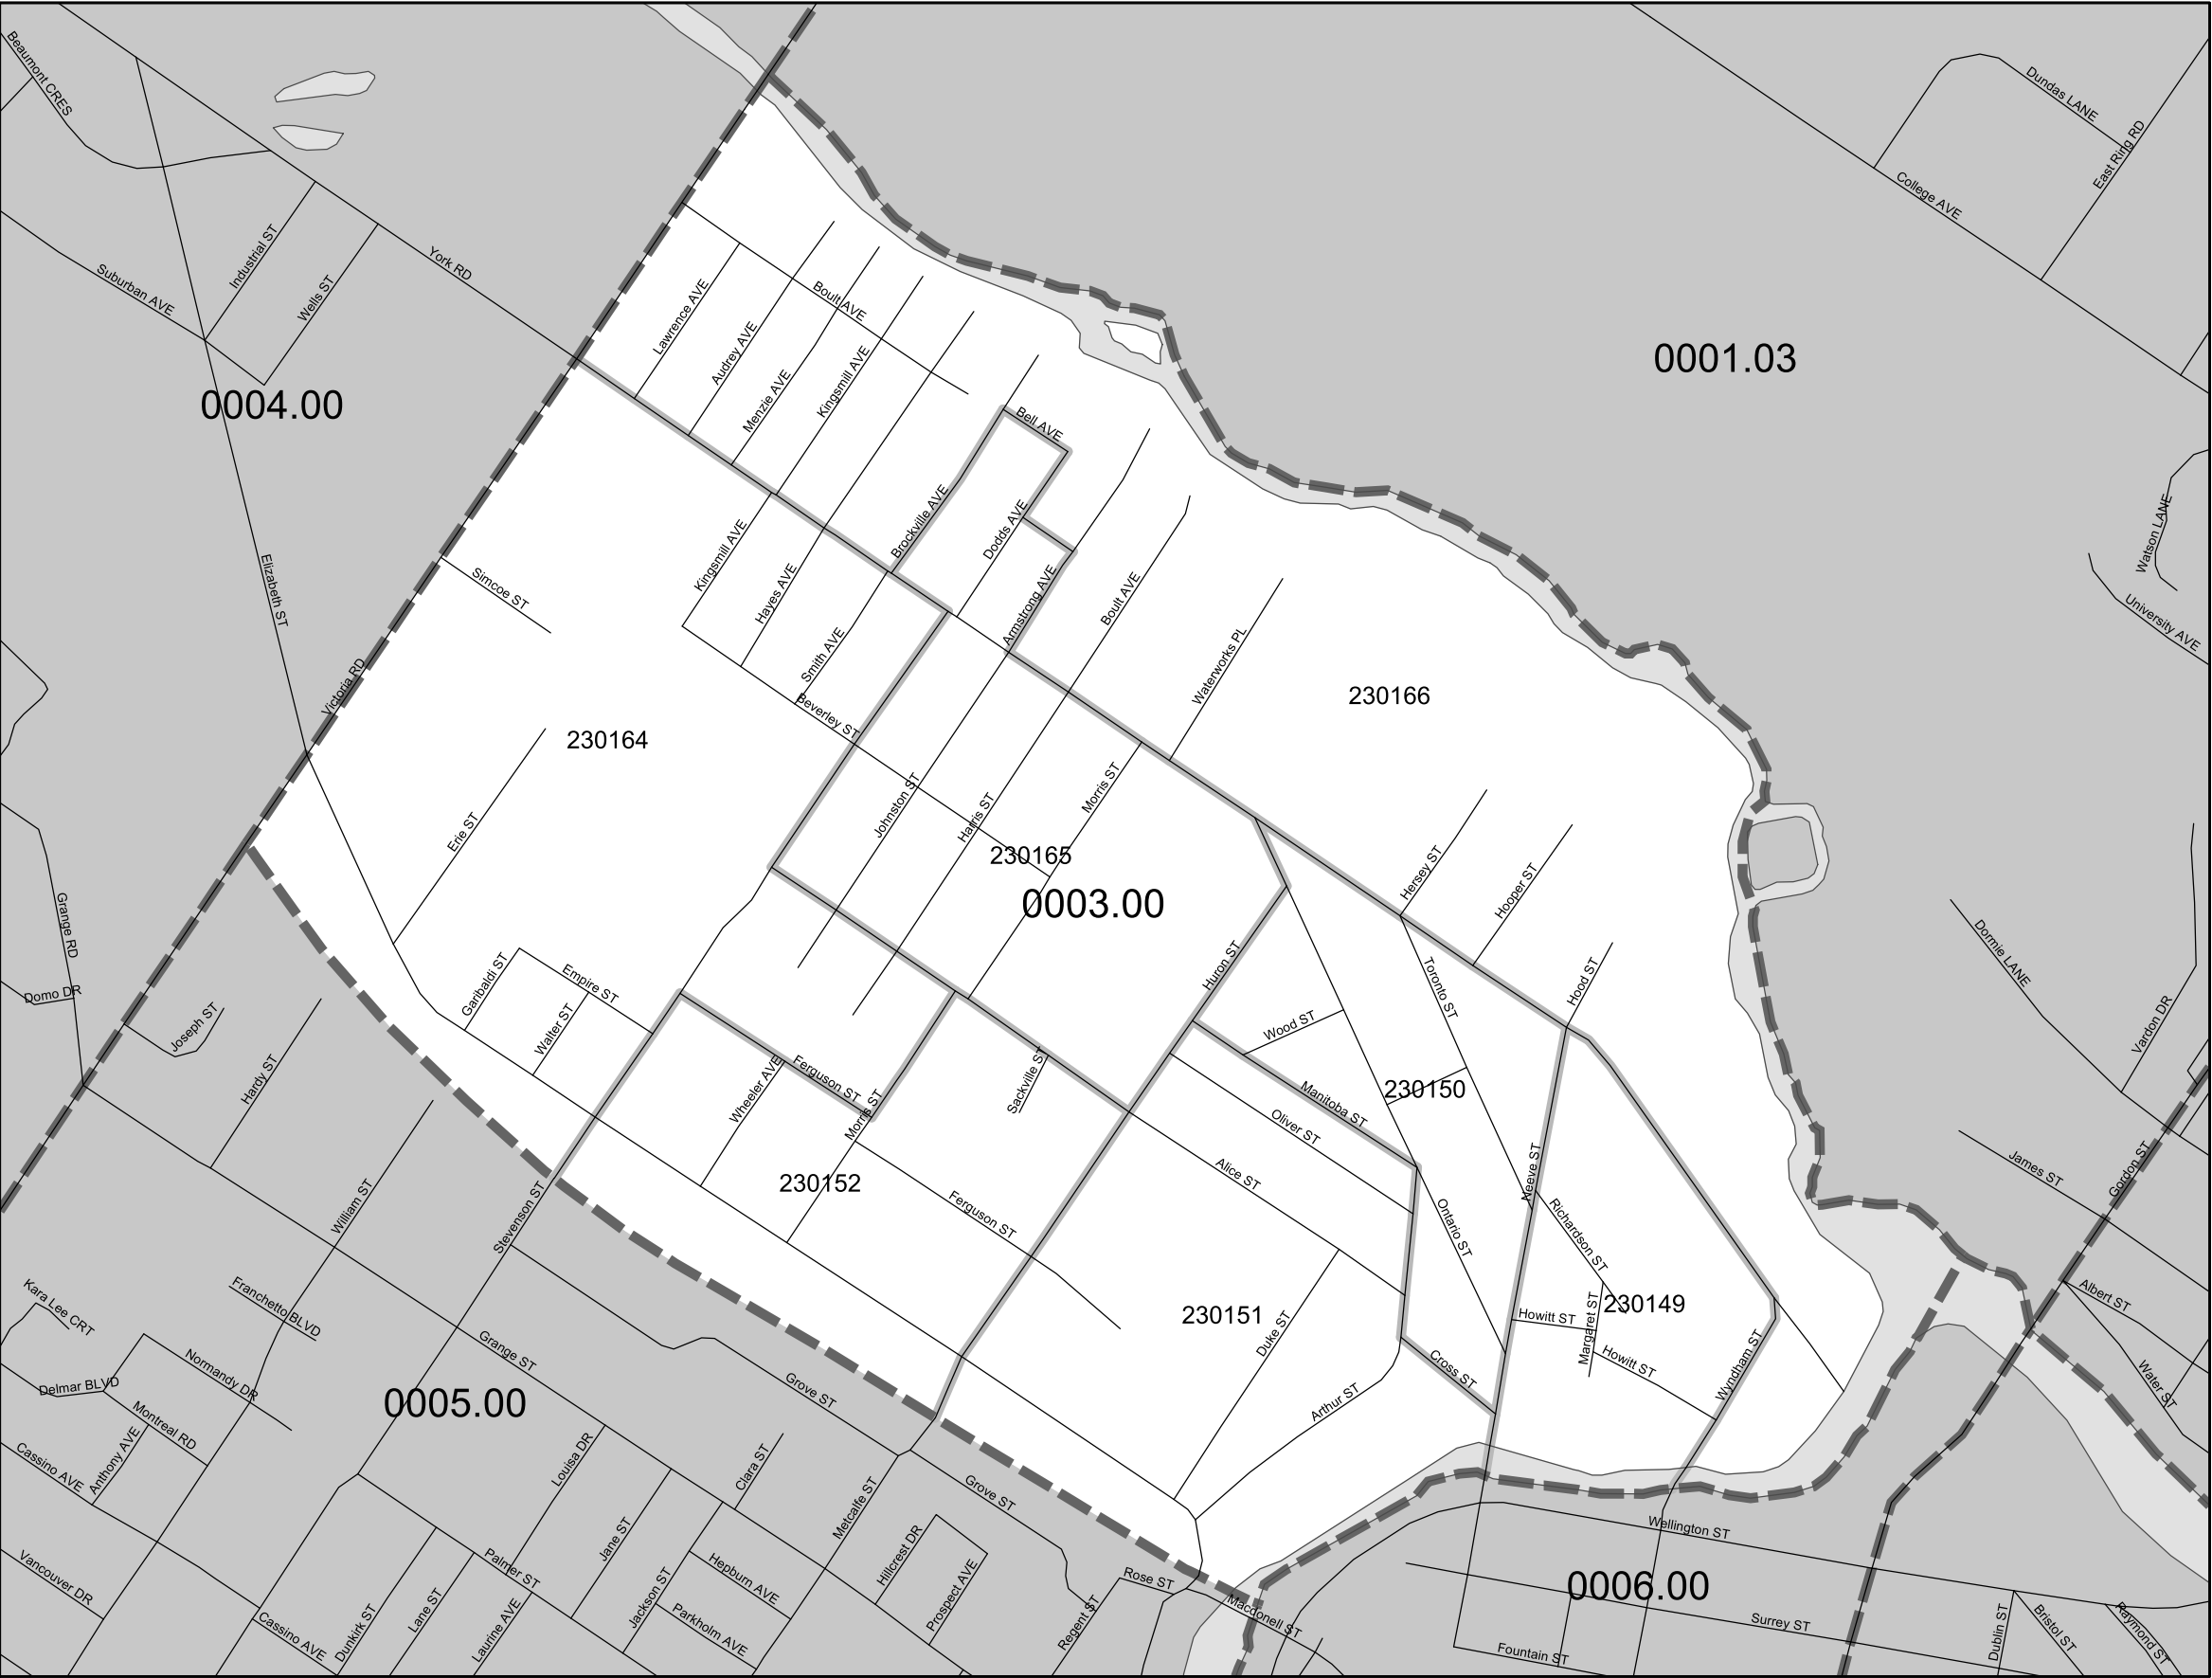 Beaumont CRES
Dundas LANE
East Ring RD
College AVE
Industrial ST
York RD
Suburban AVE
Wells ST
Lawrence AVE
Boult AVE
Audrey AVE
0001.03
Menzie AVE
Kingsmill AVE
0004.00
Bell AVE
Brockville AVE
Dodds AVE
Watson LANE
Kingsmill AVE
Simcoe ST
Elizabeth ST
Hayes AVE
Armstrong AVE
Boult AVE
University AVE
Smith AVE
Waterworks PL
Victoria RD
230166
Beverley ST
230164
Morris ST
Johnston ST
Harris ST
Erie ST
230165
Hersey ST
Hooper ST
0003.00
Grange RD
Dormie LANE
Huron ST
Garibaldi ST
Empire ST
Toronto ST
Hood ST
Domo DR
Joseph ST
Walter ST
Wood ST
Vardon DR
Hardy ST
Wheeler AVE
Ferguson ST
Sackville ST
Manitoba ST
230150
Morris ST
Oliver ST
James ST
Gordon ST
Neeve ST
Alice ST
230152
William ST
Stevenson ST
Ferguson ST
Ontario ST
Richardson ST
Albert ST
Kara Lee CRT
Franchetto BLVD
230151
Howitt ST
Margaret ST
230149
Duke ST
Grange ST
Howitt ST
Normandy DR
Delmar BLVD
Cross ST
Wyndham ST
Water ST
0005.00
Grove ST
Arthur ST
Montreal RD
Anthony AVE
Cassino AVE
Louisa DR
Clara ST
Metcalfe ST
Grove ST
Wellington ST
Jane ST
Hillcrest DR
Palmer ST
Vancouver DR
Hepburn AVE
Prospect AVE
Rose ST
0006.00
Jackson ST
Lane ST
Dunkirk ST
Cassino AVE
Laurine AVE
Parkholm AVE
Regent ST
Macdonell ST
Surrey ST
Fountain ST
Dublin ST
Bristol ST
Raymond ST